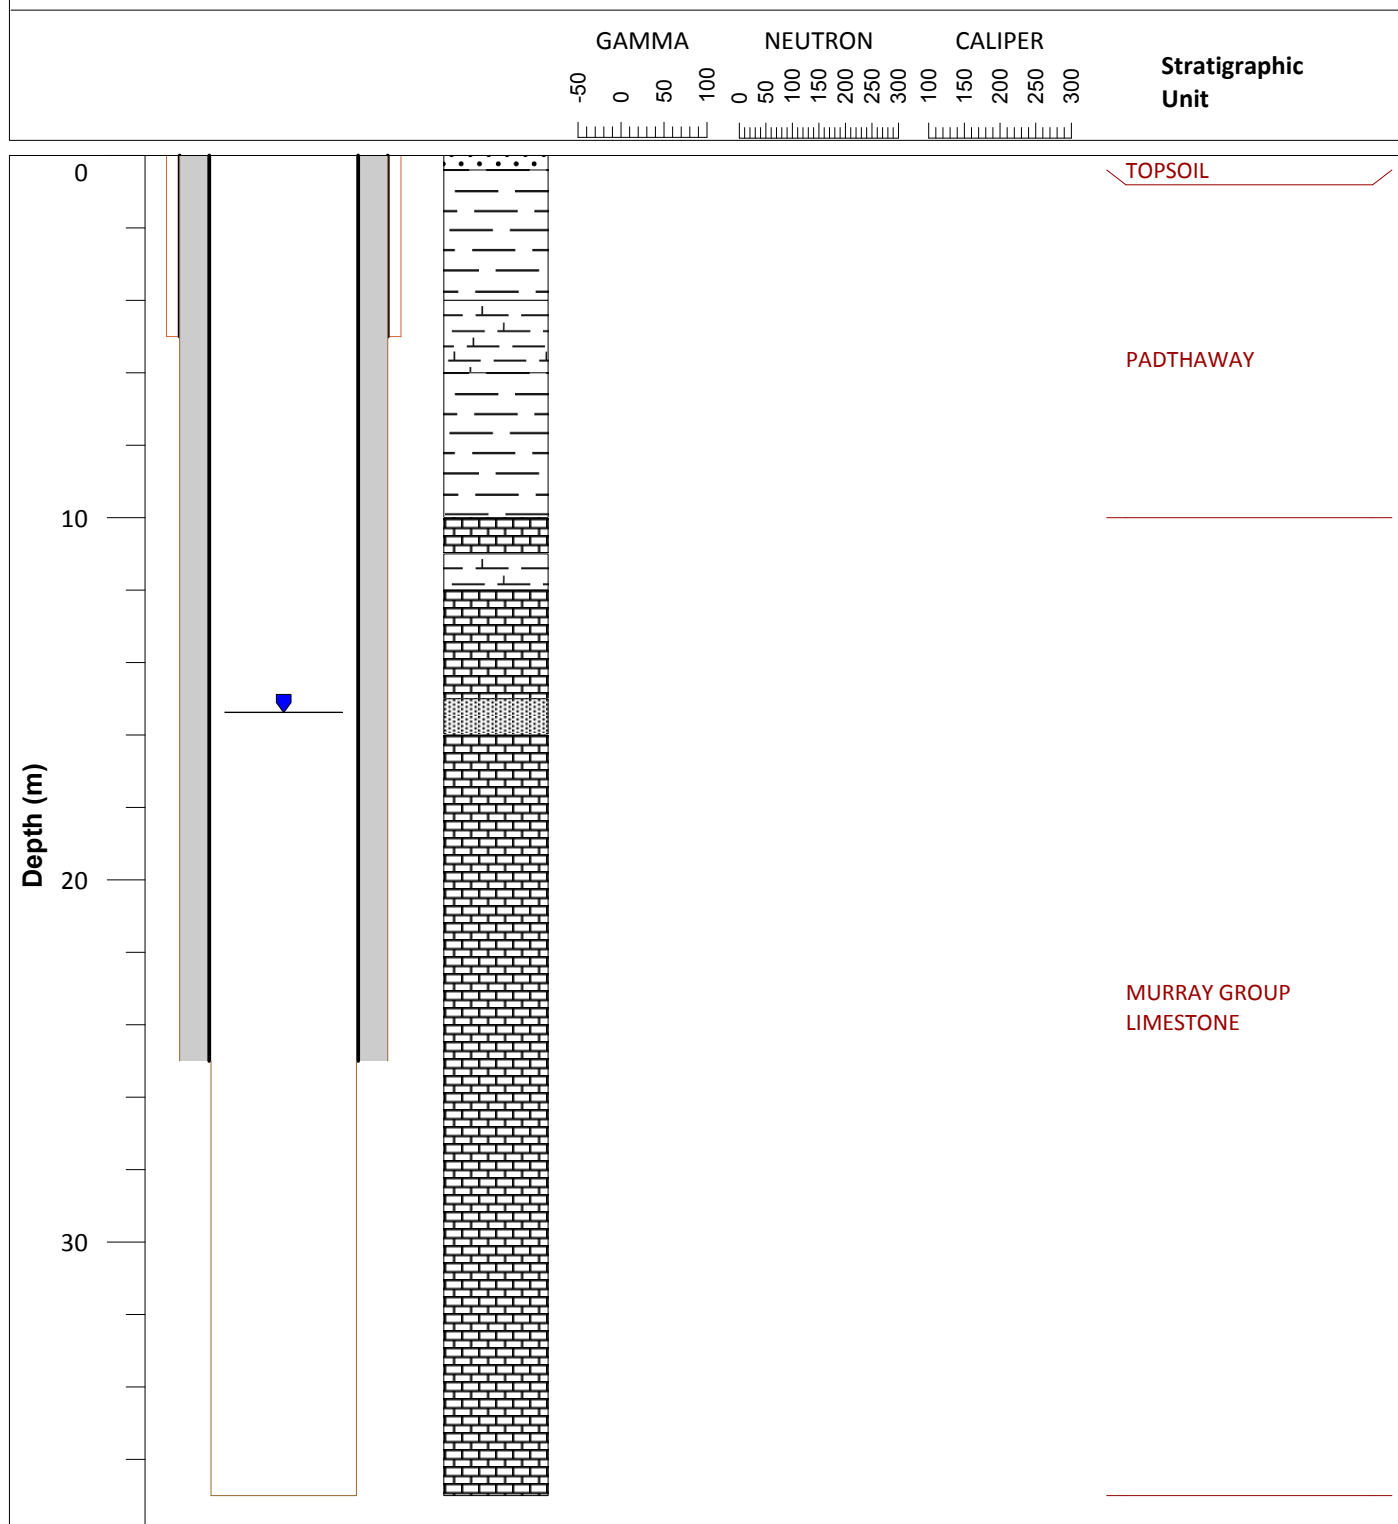 GAMMA NEUTRON CALIPER
Stratigraphic
Unit
-50 0 50 100 0 50 100 150 200 250 300 100 150 200 250 300
0
TOPSOIL
PADTHAWAY
10
Depth (m)
20
MURRAY GROUP
LIMESTONE
30